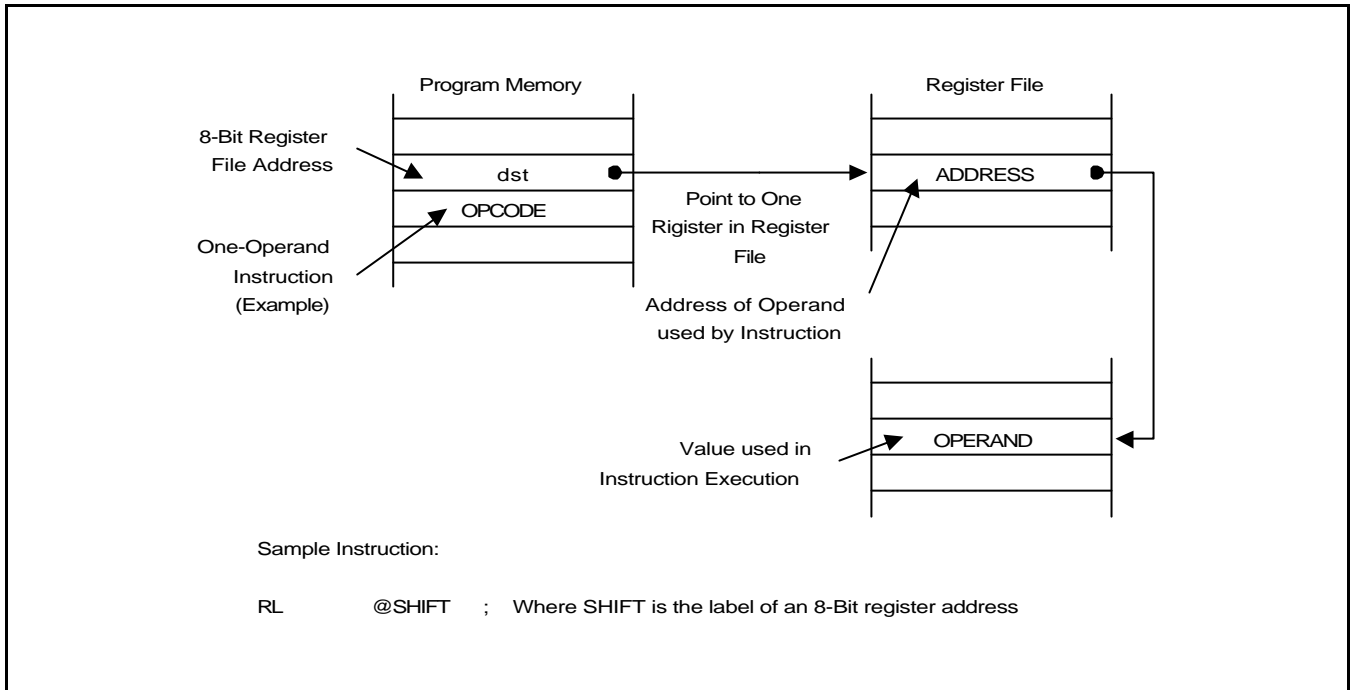 Program Memory
Register File
8-Bit Register
File Address
dst
ADDRESS
OPCODE
Point to One
Rigister in Register
File
One-Operand
Instruction
(Example)
Address of Operand
used by Instruction
Value used in
Instruction Execution
OPERAND
Sample Instruction:
RL @SHIFT ; Where SHIFT is the label of an 8-Bit register address